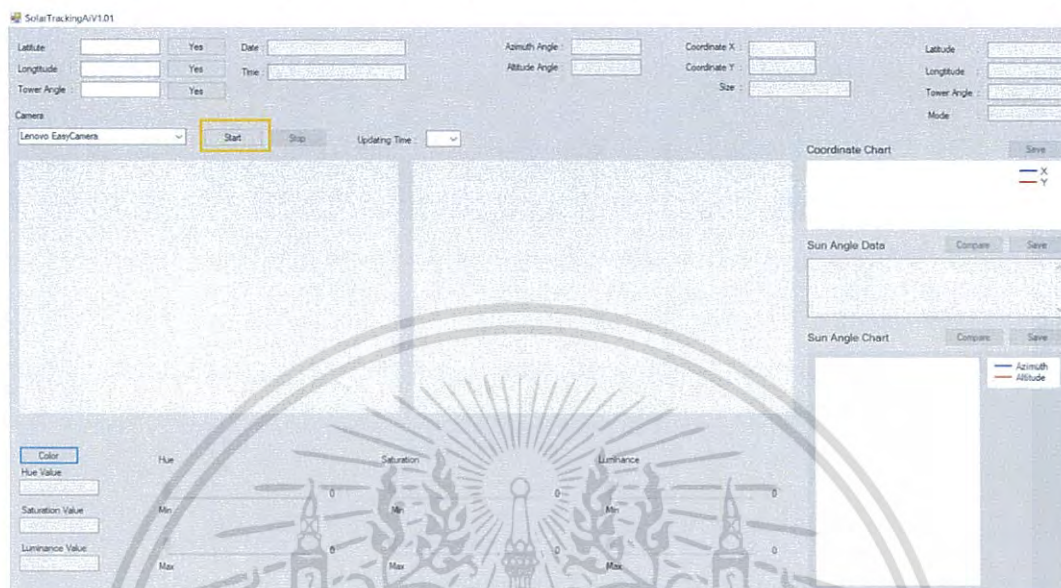 SolarTrackingAiV1.01
Latitute Yes Date : Azimuth Angle : Coordinate X : Latitude
Longtitude Yes Time : Altitude Angle : Coordinate Y : Longtitude :
Tower Angle : Yes Size : Tower Angle :
Camera Mode
Lenovo EasyCamera Start Stop Updating Time :
Coordinate Chart Save
X
Y
Sun Angle Data Compare Save
Sun Angle Chart Compare Save
Azimuth
Altitude
Color Hue Saturation Luminance
Hue Value
0 0 0
Saturation Value Min Min Min
Luminance Value 0 0 0
Max Max Max